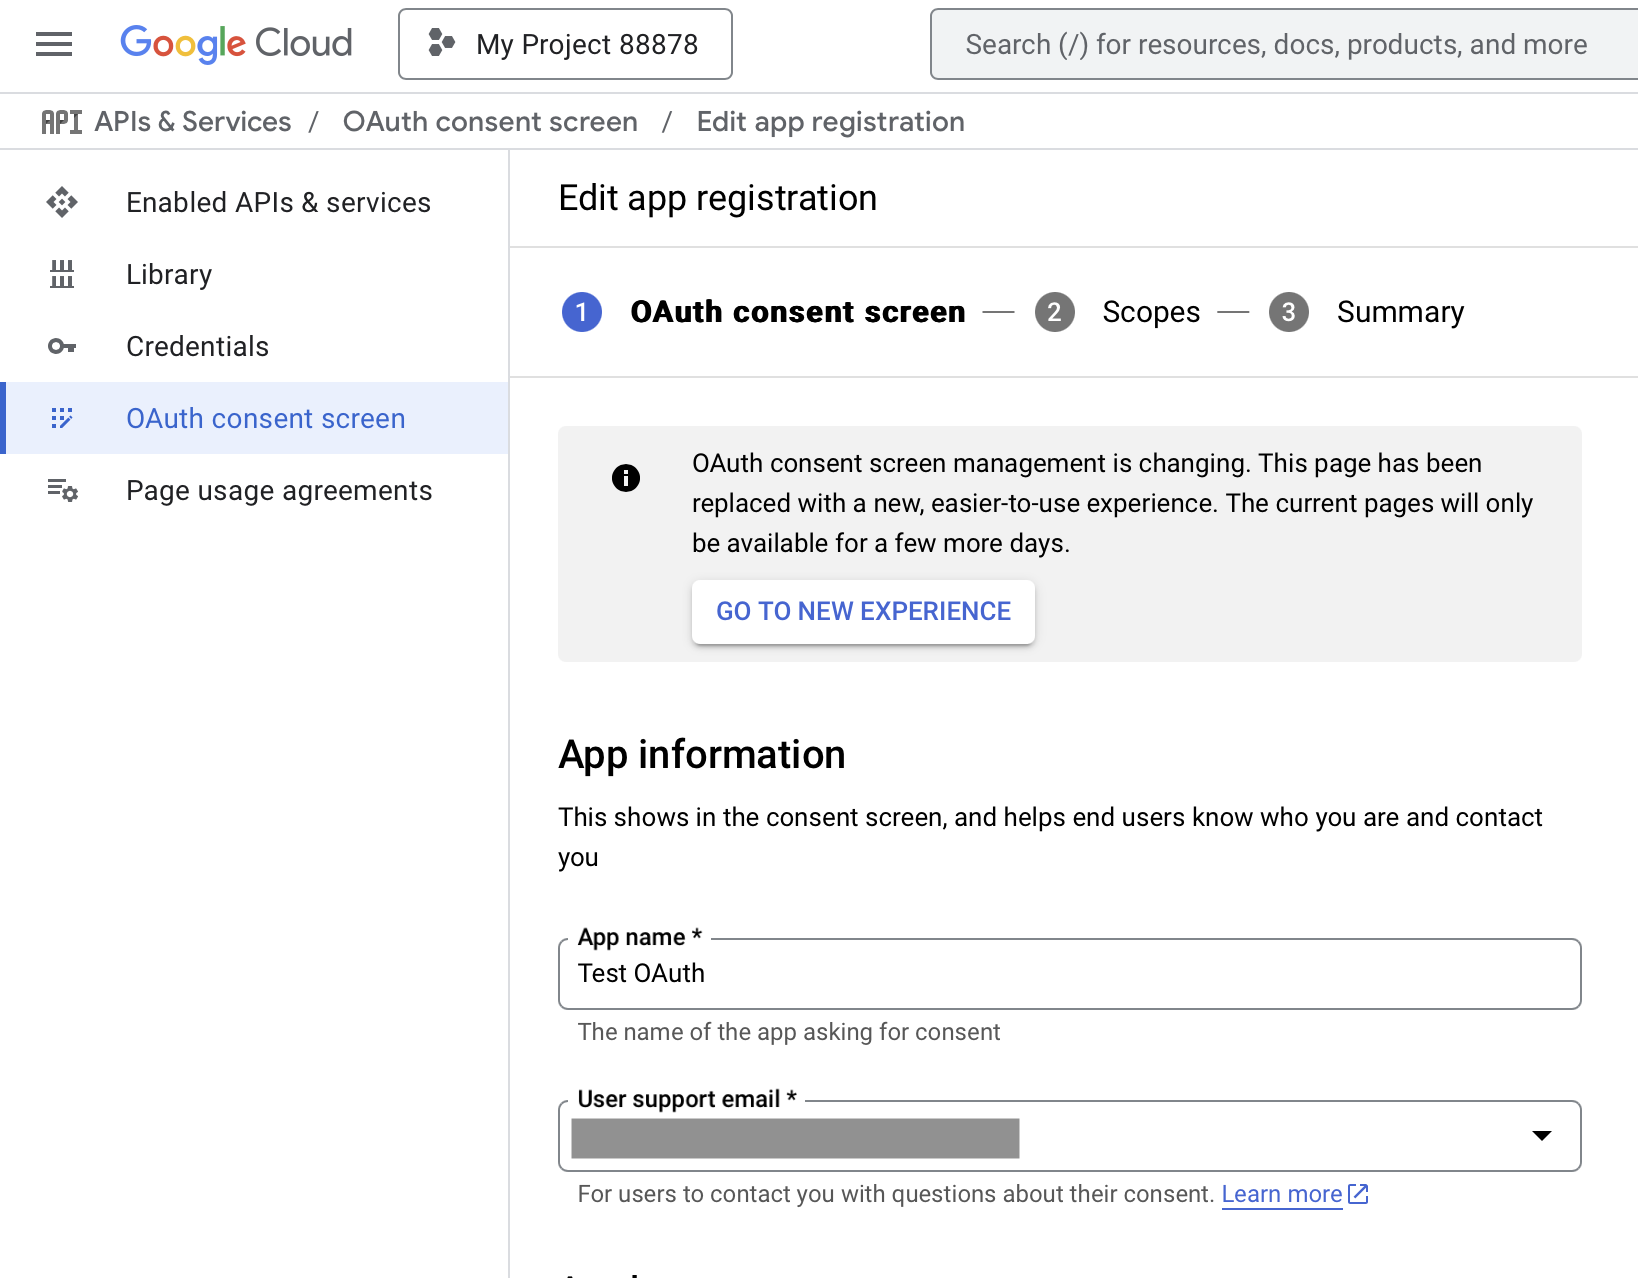 Google Cloud
My Project 88878
Search (/) for resources, docs, products, and more
API APIs & Services / OAuth consent screen / Edit app registration
Enabled APIs & services
Library
Credentials
OAuth consent screen
Page usage agreements
Edit app registration
1 OAuth consent screen — 2 Scopes — 3 Summary
OAuth consent screen management is changing. This page has been
replaced with a new, easier-to-use experience. The current pages will only
be available for a few more days.
GO TO NEW EXPERIENCE
App information
This shows in the consent screen, and helps end users know who you are and contact
you
App name *
Test OAuth
The name of the app asking for consent
User support email *
For users to contact you with questions about their consent. Learn more